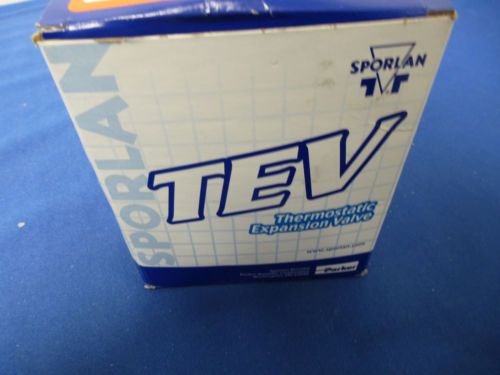 SPORLAN
SPORLAN
TEV
Thermostatic
Expansion Valve
www.sporlan.com
Parker